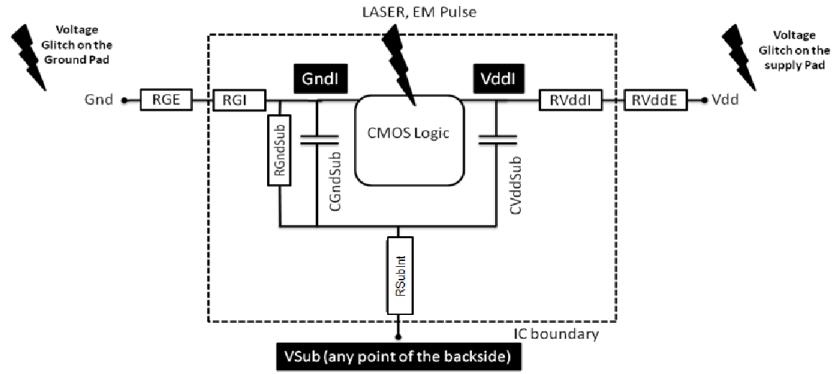 LASER, EM Pulse
Voltage
Glitch on the
Ground Pad
Voltage
Glitch on the
supply Pad
GndI
VddI
Gnd
RGE
RGI
RVddI
RVddE
Vdd
CMOS Logic
RGndSub
CGndSub
CVddSub
RSubInt
IC boundary
VSub (any point of the backside)